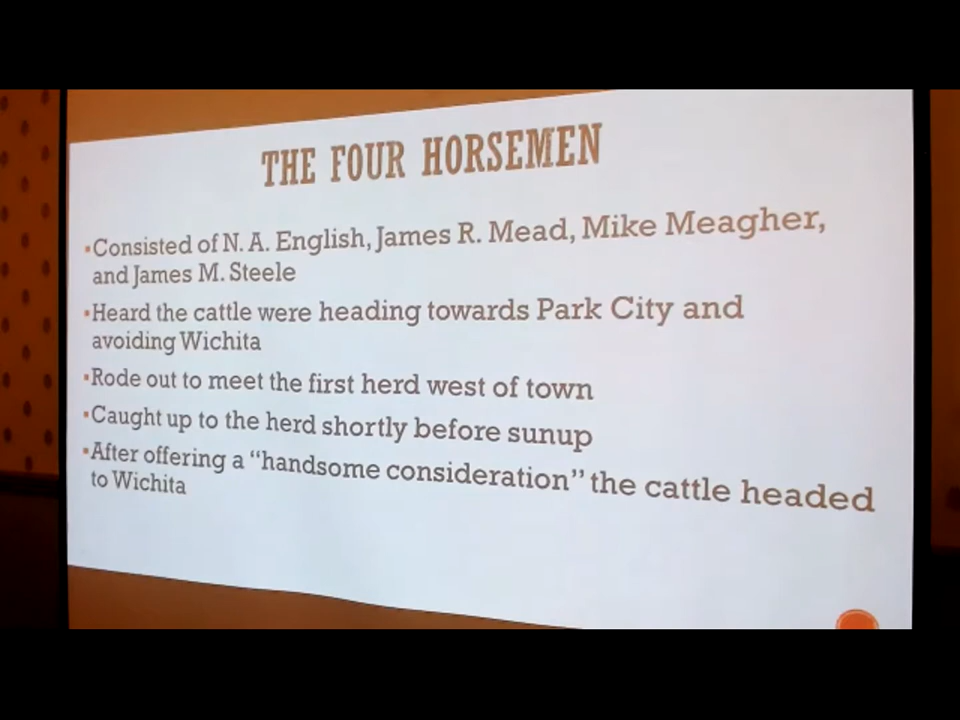 THE FOUR HORSEMEN
▪Consisted of N. A. English, James R. Mead, Mike Meagher,
and James M. Steele
▪Heard the cattle were heading towards Park City and
avoiding Wichita
▪Rode out to meet the first herd west of town
▪Caught up to the herd shortly before sunup
▪After offering a “handsome consideration” the cattle headed
to Wichita